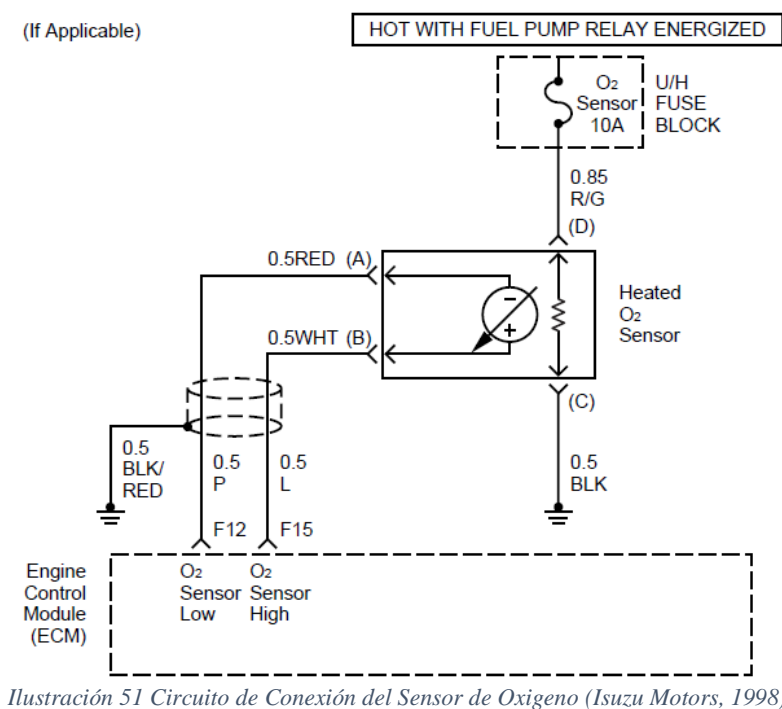 (If Applicable)
HOT WITH FUEL PUMP RELAY ENERGIZED
O2
Sensor
10A
U/H
FUSE
BLOCK
0.85
R/G
(D)
0.5RED (A)
Heated
O2
Sensor
0.5WHT (B)
(C)
0.5
BLK/
RED
0.5
P
0.5
L
0.5
BLK
F12
F15
Engine
Control
Module
(ECM)
O2
Sensor
Low
O2
Sensor
High
Ilustración 51 Circuito de Conexión del Sensor de Oxigeno (Isuzu Motors, 1998)